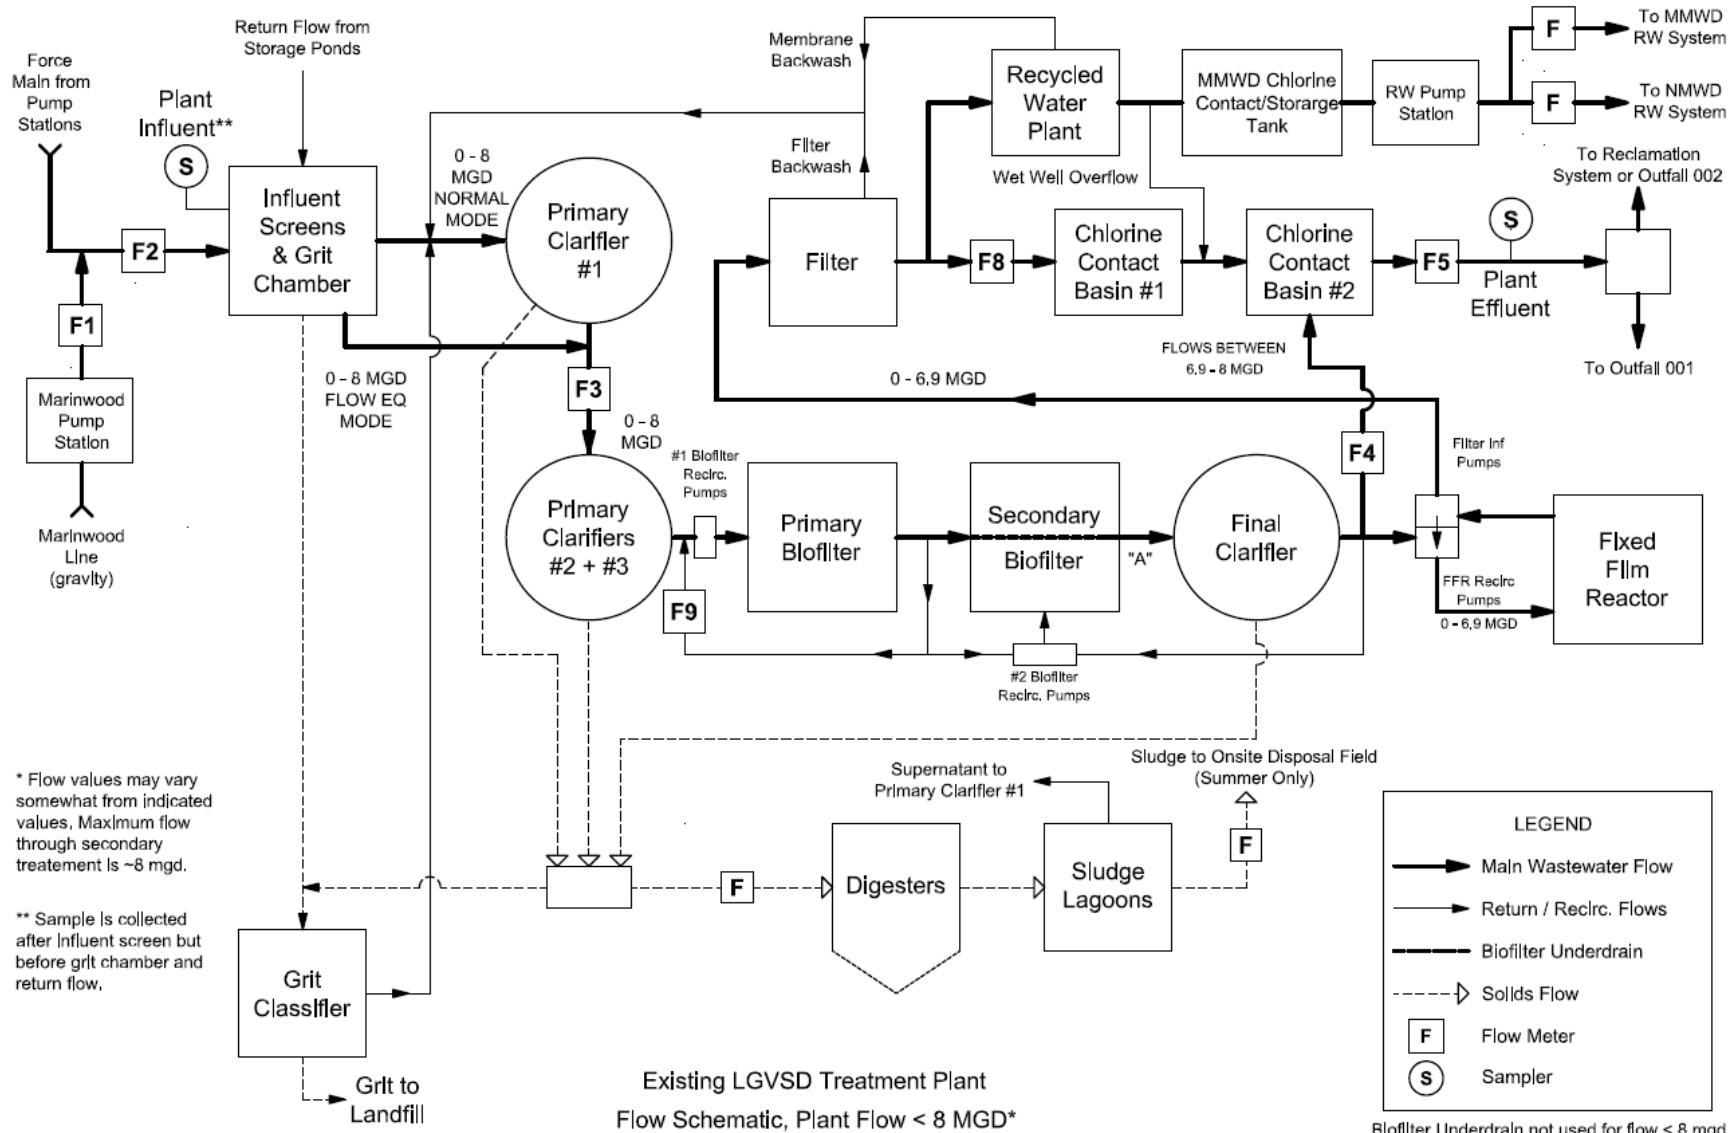 Return Flow from
Storage Ponds
Force
Main from
Pump
Stations
Plant
Influent**
S
F2
F1
Marinwood
Pump
Station
Marinwood
Line
(gravity)
Influent
Screens
& Grit
Chamber
0 - 8
MGD
NORMAL
MODE
0 - 8 MGD
FLOW EQ
MODE
Primary
Clarifier
#1
F3
0 - 8
MGD
Primary
Clarifiers
#2 + #3
#1 Biofilter
Recirc.
Pumps
F9
Primary
Biofilter
Secondary
Biofilter
"A"
#2 Biofilter
Recirc. Pumps
Final
Clarifier
F4
Filter Inf
Pumps
FFR Recirc
Pumps
0 - 6.9 MGD
Fixed
Film
Reactor
FLOWS BETWEEN
6.9 - 8 MGD
0 - 6.9 MGD
Membrane
Backwash
Filter
Backwash
Filter
F8
Recycled
Water
Plant
Wet Well Overflow
Chlorine
Contact
Basin #1
Chlorine
Contact
Basin #2
F5
S
Plant
Effluent
MMWD Chlorine
Contact/Storarge
Tank
RW Pump
Station
F
To MMWD
RW System
F
To NMWD
RW System
To Reclamation
System or Outfall 002
To Outfall 001
* Flow values may vary
somewhat from indicated
values. Maximum flow
through secondary
treatement is ~8 mgd.
** Sample is collected
after influent screen but
before grit chamber and
return flow.
Grit
Classifier
Grit to
Landfill
F
Digesters
Supernatant to
Primary Clarifier #1
Sludge
Lagoons
F
Sludge to Onsite Disposal Field
(Summer Only)
LEGEND
Main Wastewater Flow
Return / Recirc. Flows
Biofilter Underdrain
Solids Flow
F Flow Meter
S Sampler
Existing LGVSD Treatment Plant
Flow Schematic, Plant Flow < 8 MGD*
Biofilter Underdrain not used for flow < 8 mgd